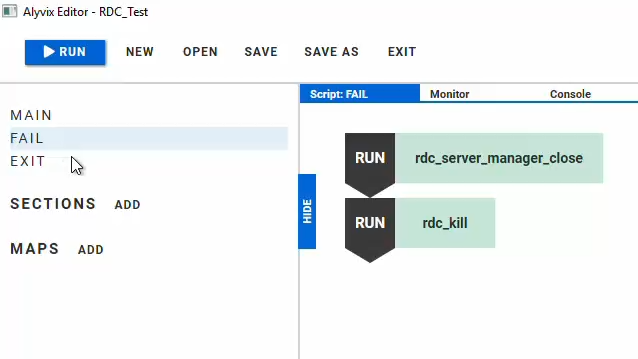 Alyvix Editor - RDC_Test
RUN NEW OPEN SAVE SAVE AS EXIT
Script: FAIL Monitor Console
MAIN
FAIL
EXIT
SECTIONS ADD
MAPS ADD
HIDE
RUN rdc_server_manager_close
RUN rdc_kill